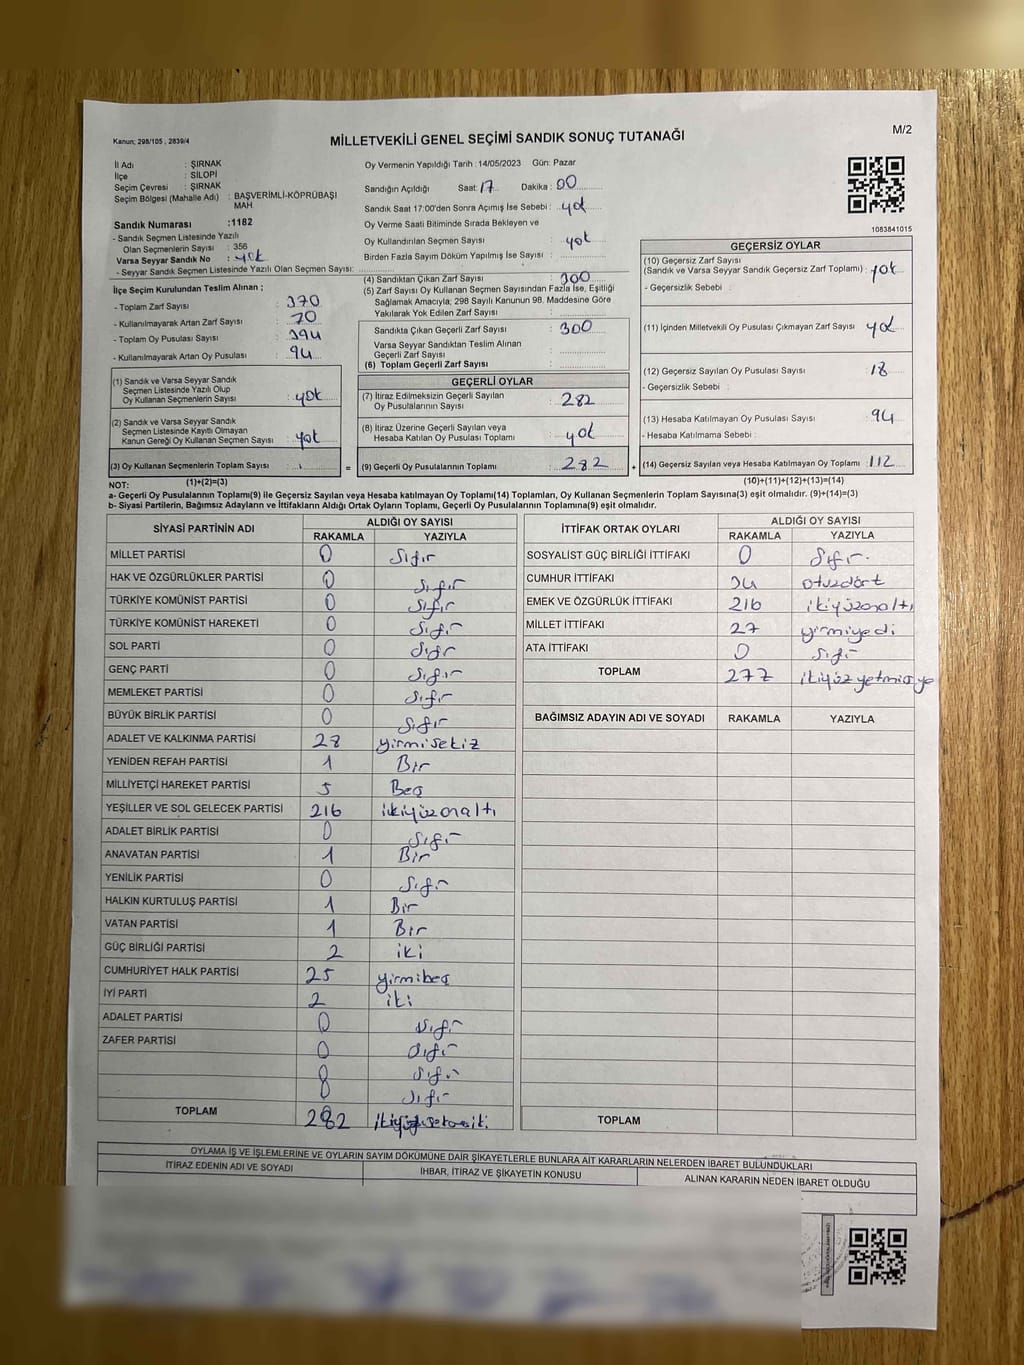 Kanun; 298/105 , 2839/4
MİLLETVEKİLİ GENEL SEÇİMİ SANDIK SONUÇ TUTANAĞI
M/2
İl Adı : ŞIRNAK
İlçe : SİLOPİ
Seçim Çevresi : ŞIRNAK
Seçim Bölgesi (Mahalle Adı) : BAŞVERİMLİ-KÖPRÜBAŞI MAH
Sandık Numarası :1182
- Sandık Seçmen Listesinde Yazılı
Olan Seçmenlerin Sayısı : 356
Varsa Seyyar Sandık No : yok
- Seyyar Sandık Seçmen Listesinde Yazılı Olan Seçmen Sayısı:
Oy Vermenin Yapıldığı Tarih : 14/05/2023 Gün: Pazar
Sandığın Açıldığı Saat: 17 Dakika : 00
Sandık Saat 17:00'den Sonra Açımış İse Sebebi : yok
Oy Verme Saati Bitiminde Sırada Bekleyen ve
Oy Kullandırılan Seçmen Sayısı : yok
Birden Fazla Sayım Döküm Yapılmış İse Sayısı :
1083841015
İlçe Seçim Kurulundan Teslim Alınan ;
- Toplam Zarf Sayısı : 370
- Kullanılmayarak Artan Zarf Sayısı : 70
- Toplam Oy Pusulası Sayısı : 394
- Kullanılmayarak Artan Oy Pusulası : 94
(4) Sandıktan Çıkan Zarf Sayısı : 300
(5) Zarf Sayısı Oy Kullanan Seçmen Sayısından Fazla İse, Eşitliği
Sağlamak Amacıyla, 298 Sayılı Kanunun 98. Maddesine Göre
Yakılarak Yok Edilen Zarf Sayısı :
Sandıkta Çıkan Geçerli Zarf Sayısı : 300
Varsa Seyyar Sandıktan Teslim Alınan
Geçerli Zarf Sayısı :
(6) Toplam Geçerli Zarf Sayısı :
GEÇERSİZ OYLAR
(10) Geçersiz Zarf Sayısı
(Sandık ve Varsa Seyyar Sandık Geçersiz Zarf Toplamı) : yok
- Geçersizlik Sebebi :
(11) İçinden Milletvekili Oy Pusulası Çıkmayan Zarf Sayısı : yok
(12) Geçersiz Sayılan Oy Pusulası Sayısı : 18
- Geçersizlik Sebebi :
(13) Hesaba Katılmayan Oy Pusulası Sayısı : 94
- Hesaba Katılmama Sebebi :
(14) Geçersiz Sayılan veya Hesaba Katılmayan Oy Toplamı : 112
(10)+(11)+(12)+(13)=(14)
(1) Sandık ve Varsa Seyyar Sandık
Seçmen Listesinde Yazılı Olup
Oy Kullanan Seçmenlerin Sayısı : yok
(2) Sandık ve Varsa Seyyar Sandık
Seçmen Listesinde Kayıtlı Olmayan
Kanun Gereği Oy Kullanan Seçmen Sayısı : yok
(3) Oy Kullanan Seçmenlerin Toplam Sayısı :
(1)+(2)=(3)
GEÇERLİ OYLAR
(7) İtiraz Edilmeksizin Geçerli Sayılan
Oy Pusulalarının Sayısı : 282
(8) İtiraz Üzerine Geçerli Sayılan veya
Hesaba Katılan Oy Pusulası Toplamı : yok
(9) Geçerli Oy Pusulalarının Toplamı : 282
NOT:
a- Geçerli Oy Pusulalarının Toplamı(9) ile Geçersiz Sayılan veya Hesaba katılmayan Oy Toplamı(14) Toplamları, Oy Kullanan Seçmenlerin Toplam Sayısına(3) eşit olmalıdır. (9)+(14)=(3)
b- Siyasi Partilerin, Bağımsız Adayların ve İttifakların Aldığı Ortak Oyların Toplamı, Geçerli Oy Pusulalarının Toplamına(9) eşit olmalıdır.
SİYASİ PARTİNİN ADI ALDIĞI OY SAYISI
RAKAMLA YAZIYLA
MİLLET PARTİSİ 0 Sıfır
HAK VE ÖZGÜRLÜKLER PARTİSİ 0 Sıfır
TÜRKİYE KOMÜNİST PARTİSİ 0 Sıfır
TÜRKİYE KOMÜNİST HAREKETİ 0 Sıfır
SOL PARTİ 0 Sıfır
GENÇ PARTİ 0 Sıfır
MEMLEKET PARTİSİ 0 Sıfır
BÜYÜK BİRLİK PARTİSİ 0 Sıfır
ADALET VE KALKINMA PARTİSİ 28 yirmisekiz
YENİDEN REFAH PARTİSİ 1 Bir
MİLLİYETÇİ HAREKET PARTİSİ 5 Beş
YEŞİLLER VE SOL GELECEK PARTİSİ 216 ikiyüzonaltı
ADALET BİRLİK PARTİSİ 0 Sıfır
ANAVATAN PARTİSİ 1 Bir
YENİLİK PARTİSİ 0 Sıfır
HALKIN KURTULUŞ PARTİSİ 1 Bir
VATAN PARTİSİ 1 Bir
GÜÇ BİRLİĞİ PARTİSİ 2 iki
CUMHURİYET HALK PARTİSİ 25 yirmibeş
İYİ PARTİ 2 iki
ADALET PARTİSİ 0 Sıfır
ZAFER PARTİSİ 0 Sıfır
0 Sıfır
0 Sıfır
TOPLAM 282
İTTİFAK ORTAK OYLARI ALDIĞI OY SAYISI
RAKAMLA YAZIYLA
SOSYALİST GÜÇ BİRLİĞİ İTTİFAKI 0 Sıfır
CUMHUR İTTİFAKI 34 otuzdört
EMEK VE ÖZGÜRLÜK İTTİFAKI 216 ikiyüzonaltı
MİLLET İTTİFAKI 27 yirmiyedi
ATA İTTİFAKI 0 Sıfır
TOPLAM 277 ikiyüzyetmişye
BAĞIMSIZ ADAYIN ADI VE SOYADI RAKAMLA YAZIYLA
TOPLAM
OYLAMA İŞ VE İŞLEMLERİNE VE OYLARIN SAYIM DÖKÜMÜNE DAİR ŞİKAYETLERLE BUNLARA AİT KARARLARIN NELERDEN İBARET BULUNDUKLARI
İTİRAZ EDENİN ADI VE SOYADI İHBAR, İTİRAZ VE ŞİKAYETİN KONUSU ALINAN KARARIN NEDEN İBARET OLDUĞU